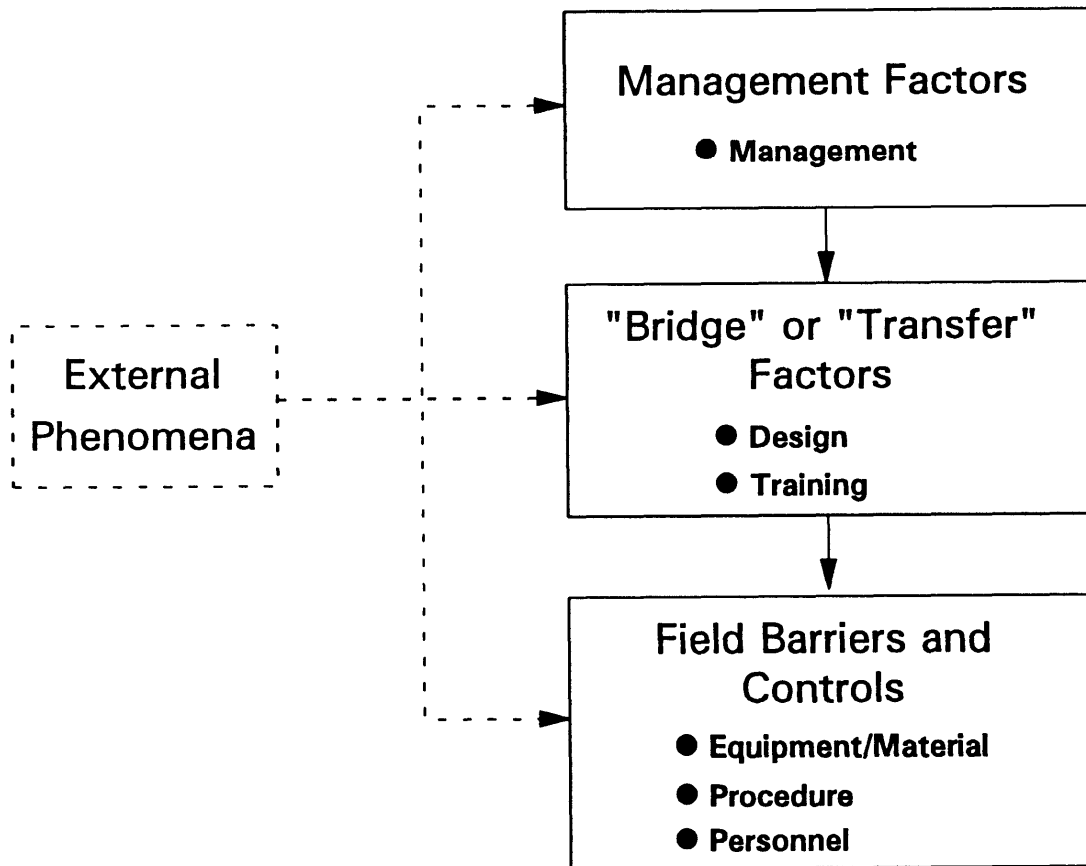 Management Factors
● Management
"Bridge" or "Transfer"
Factors
● Design
● Training
External
Phenomena
Field Barriers and
Controls
● Equipment/Material
● Procedure
● Personnel